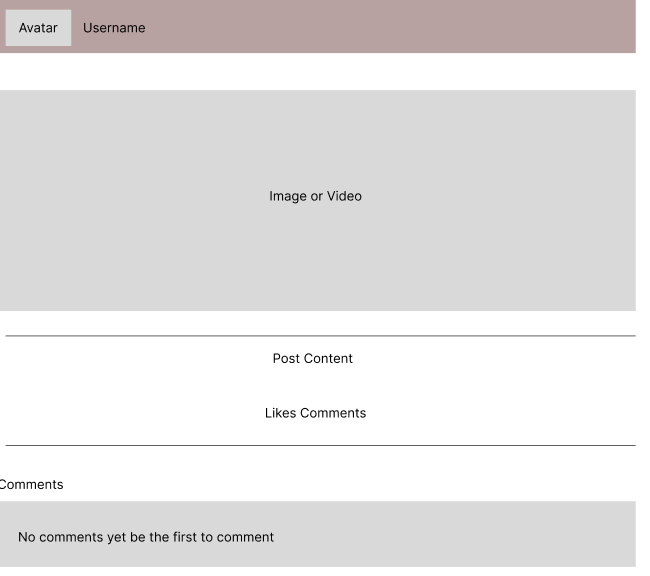 Avatar Username
Image or Video
Post Content
Likes Comments
Comments
No comments yet be the first to comment